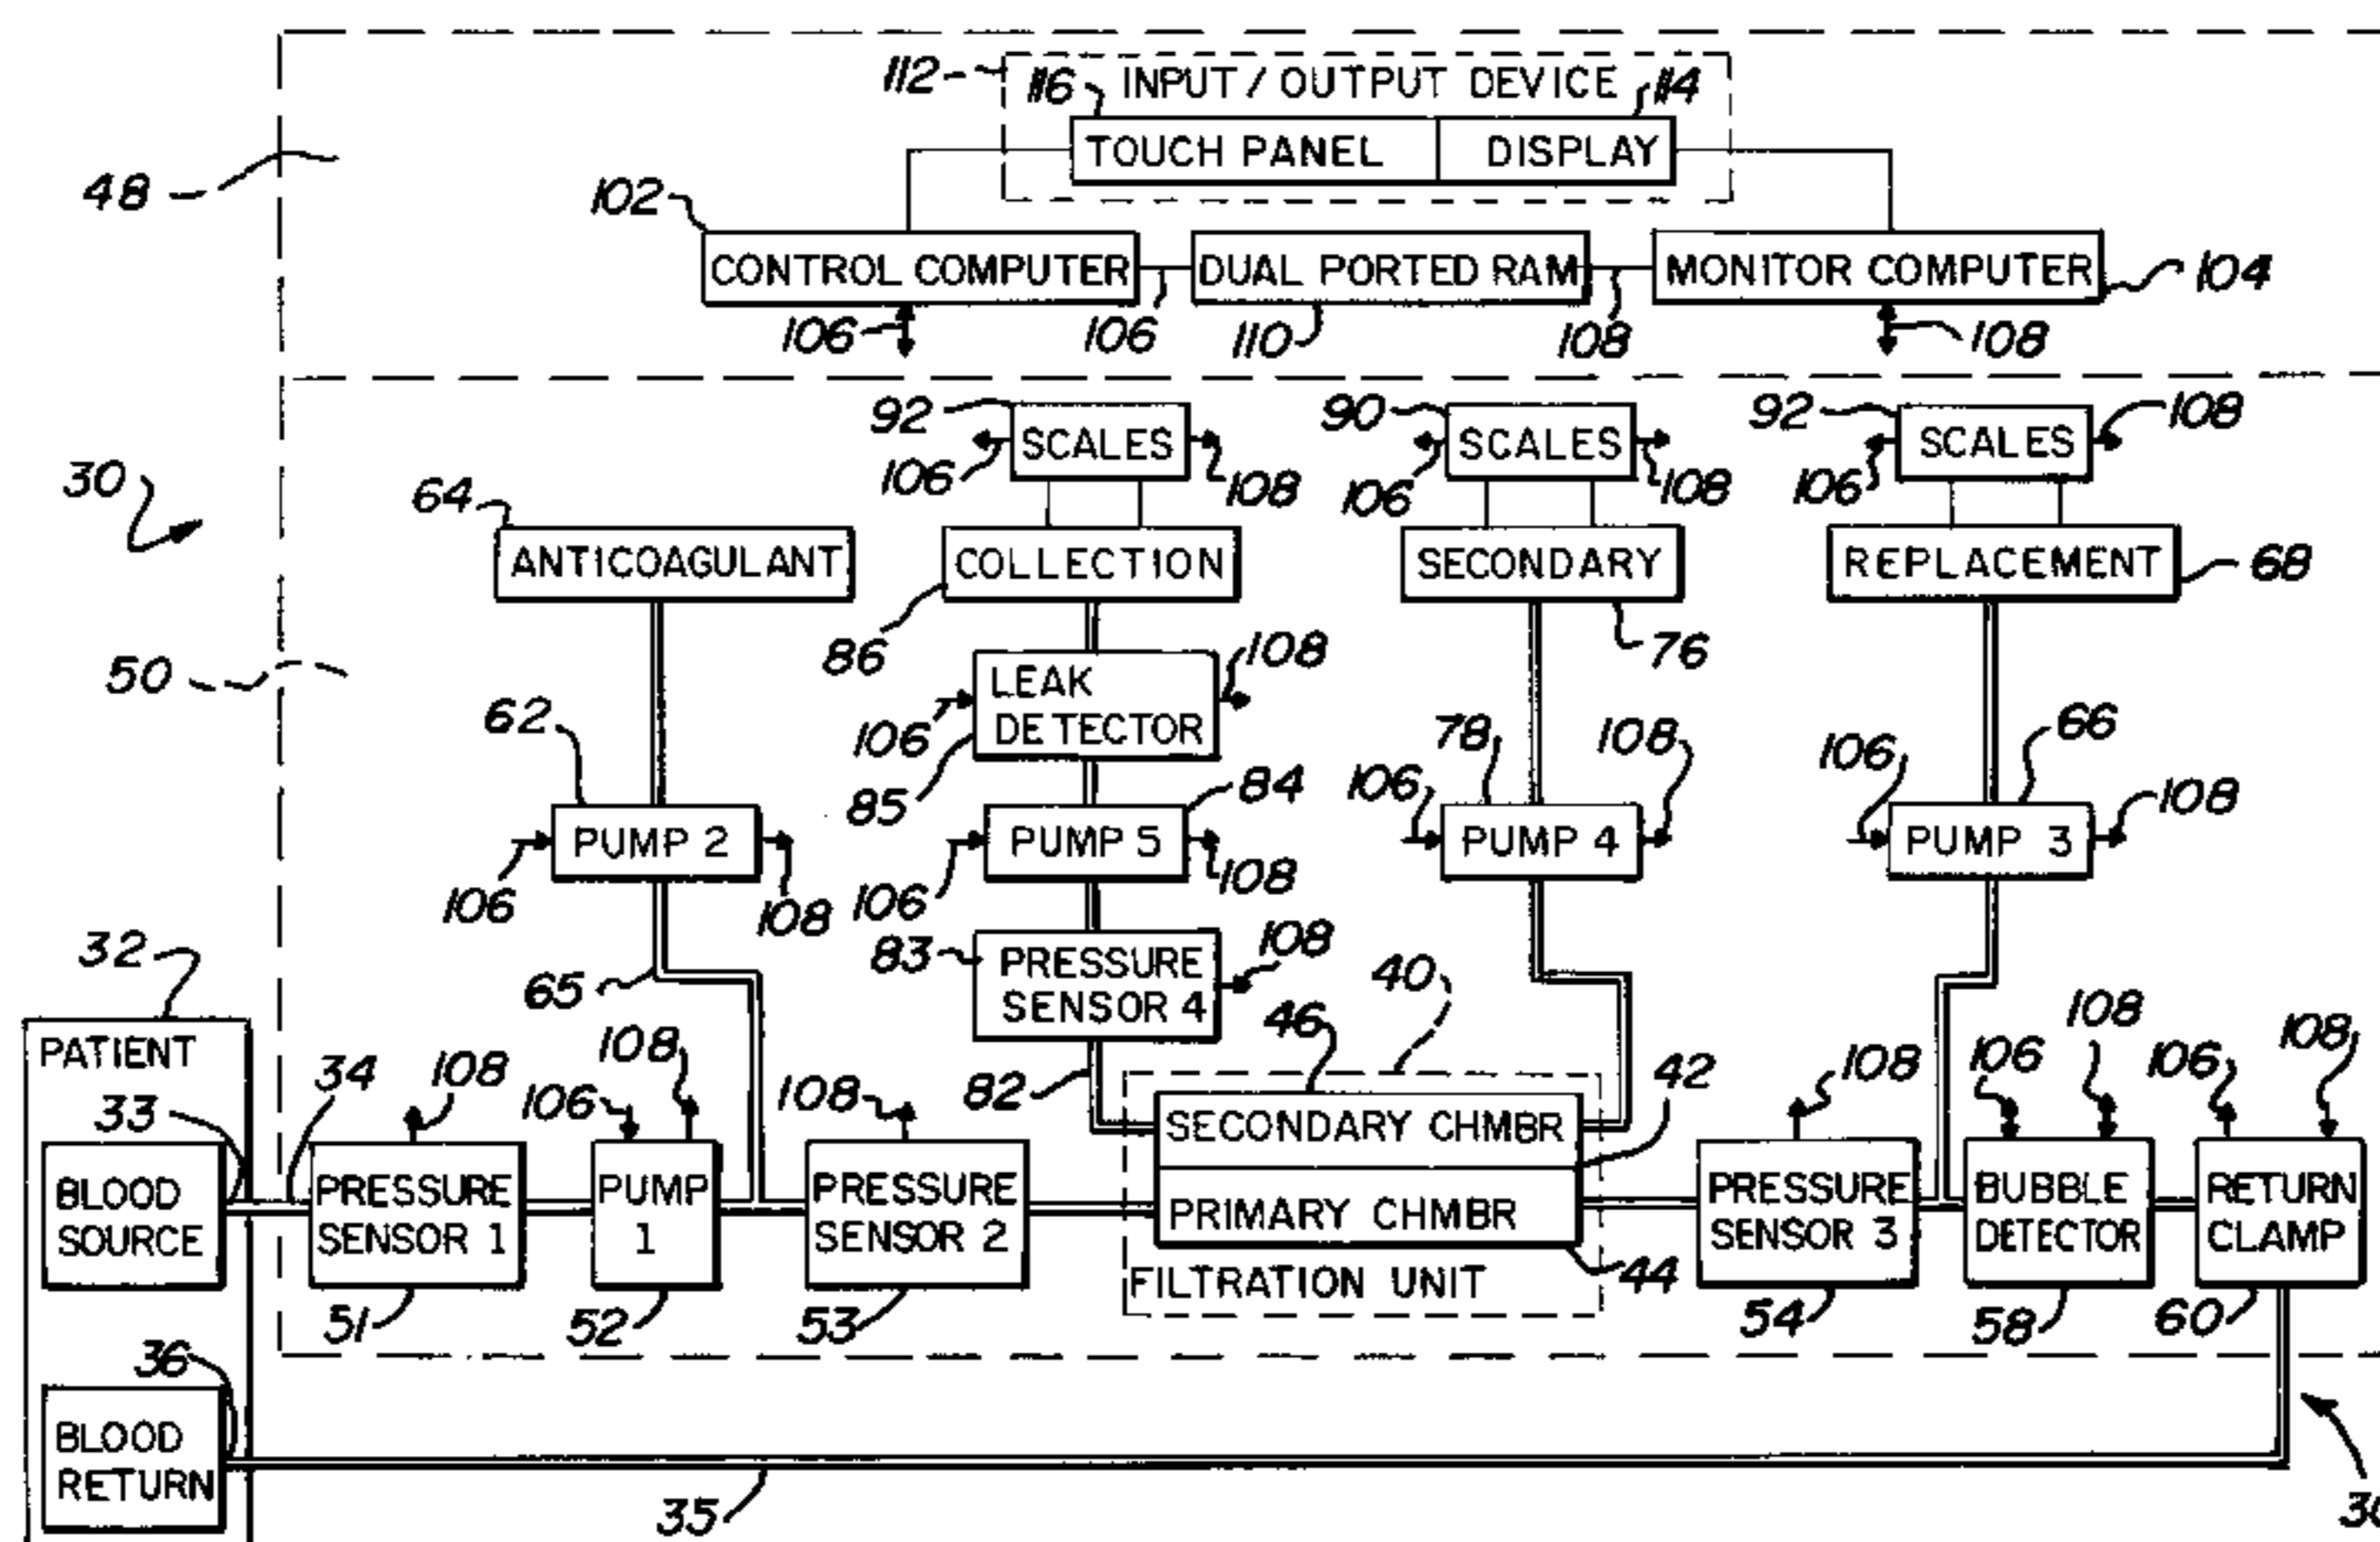 112
116
INPUT / OUTPUT DEVICE
114
TOUCH PANEL
DISPLAY
48
102
CONTROL COMPUTER
DUAL PORTED RAM
MONITOR COMPUTER
104
106
106
110
108
108
92
SCALES
106
108
90
SCALES
106
108
92
SCALES
106
108
30
64
ANTICOAGULANT
COLLECTION
86
SECONDARY
76
REPLACEMENT
68
50
LEAK
DETECTOR
108
106
85
62
PUMP 2
106
108
84
PUMP 5
106
108
78
PUMP 4
106
108
66
PUMP 3
106
108
83
PRESSURE
SENSOR 4
108
65
82
40
46
42
SECONDARY CHMBR
PRIMARY CHMBR
44
FILTRATION UNIT
32
PATIENT
33
34
BLOOD
SOURCE
108
PRESSURE
SENSOR 1
51
106
108
PUMP
1
52
108
PRESSURE
SENSOR 2
53
108
PRESSURE
SENSOR 3
54
106
108
BUBBLE
DETECTOR
58
106
108
RETURN
CLAMP
60
36
BLOOD
RETURN
35